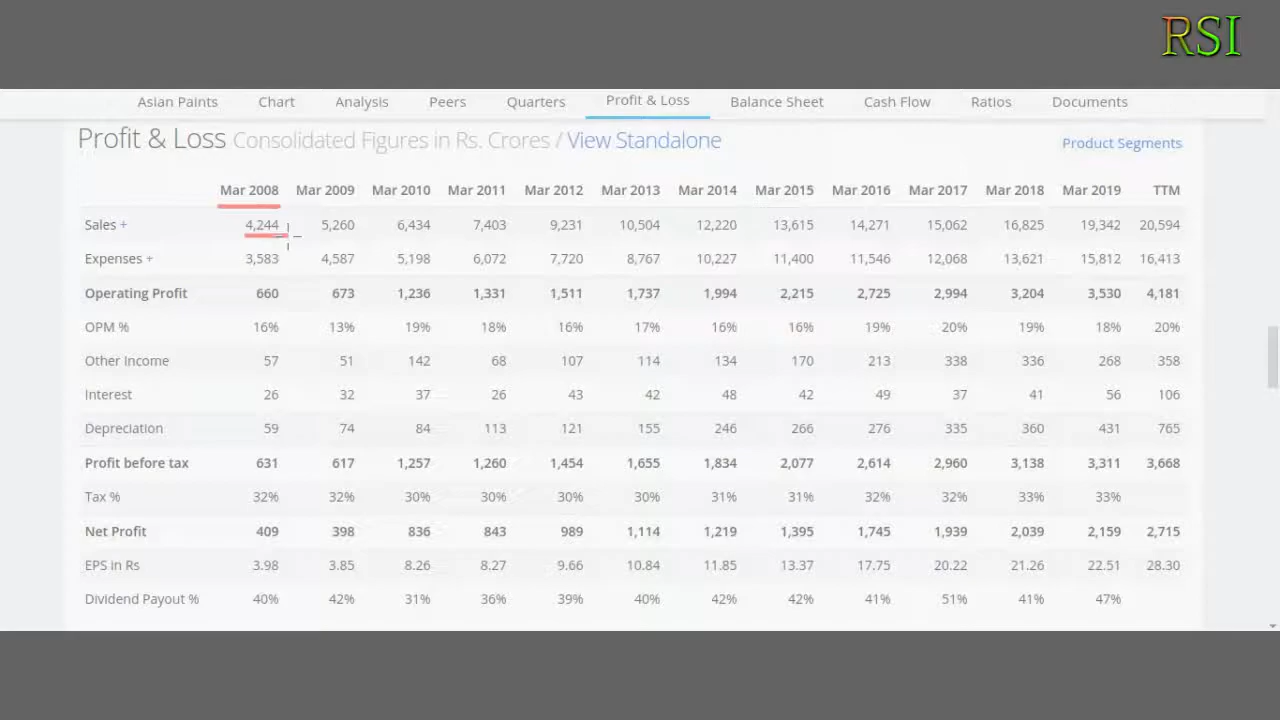 RSI
Asian Paints Chart Analysis Peers Quarters Profit & Loss Balance Sheet Cash Flow Ratios Documents
Profit & Loss Consolidated Figures in Rs. Crores / View Standalone Product Segments
Mar 2008 Mar 2009 Mar 2010 Mar 2011 Mar 2012 Mar 2013 Mar 2014 Mar 2015 Mar 2016 Mar 2017 Mar 2018 Mar 2019 TTM
Sales + 4,244 5,260 6,434 7,403 9,231 10,504 12,220 13,615 14,271 15,062 16,825 19,342 20,594
Expenses + 3,583 4,587 5,198 6,072 7,720 8,767 10,227 11,400 11,546 12,068 13,621 15,812 16,413
Operating Profit 660 673 1,236 1,331 1,511 1,737 1,994 2,215 2,725 2,994 3,204 3,530 4,181
OPM % 16% 13% 19% 18% 16% 17% 16% 16% 19% 20% 19% 18% 20%
Other Income 57 51 142 68 107 114 134 170 213 338 336 268 358
Interest 26 32 37 26 43 42 48 42 49 37 41 56 106
Depreciation 59 74 84 113 121 155 246 266 276 335 360 431 765
Profit before tax 631 617 1,257 1,260 1,454 1,655 1,834 2,077 2,614 2,960 3,138 3,311 3,668
Tax % 32% 32% 30% 30% 30% 30% 31% 31% 32% 32% 33% 33%
Net Profit 409 398 836 843 989 1,114 1,219 1,395 1,745 1,939 2,039 2,159 2,715
EPS in Rs 3.98 3.85 8.26 8.27 9.66 10.84 11.85 13.37 17.75 20.22 21.26 22.51 28.30
Dividend Payout % 40% 42% 31% 36% 39% 40% 42% 42% 41% 51% 41% 47%